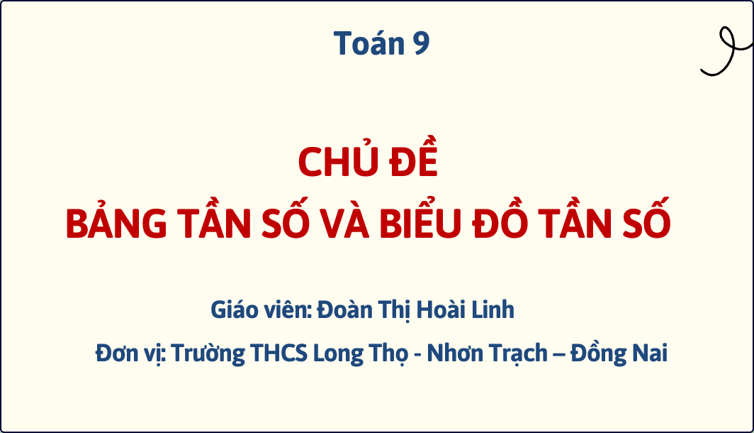 Toán 9
CHỦ ĐỀ
BẢNG TẦN SỐ VÀ BIỂU ĐỒ TẦN SỐ
Giáo viên: Đoàn Thị Hoài Linh
Đơn vị: Trường THCS Long Thọ - Nhơn Trạch – Đồng Nai